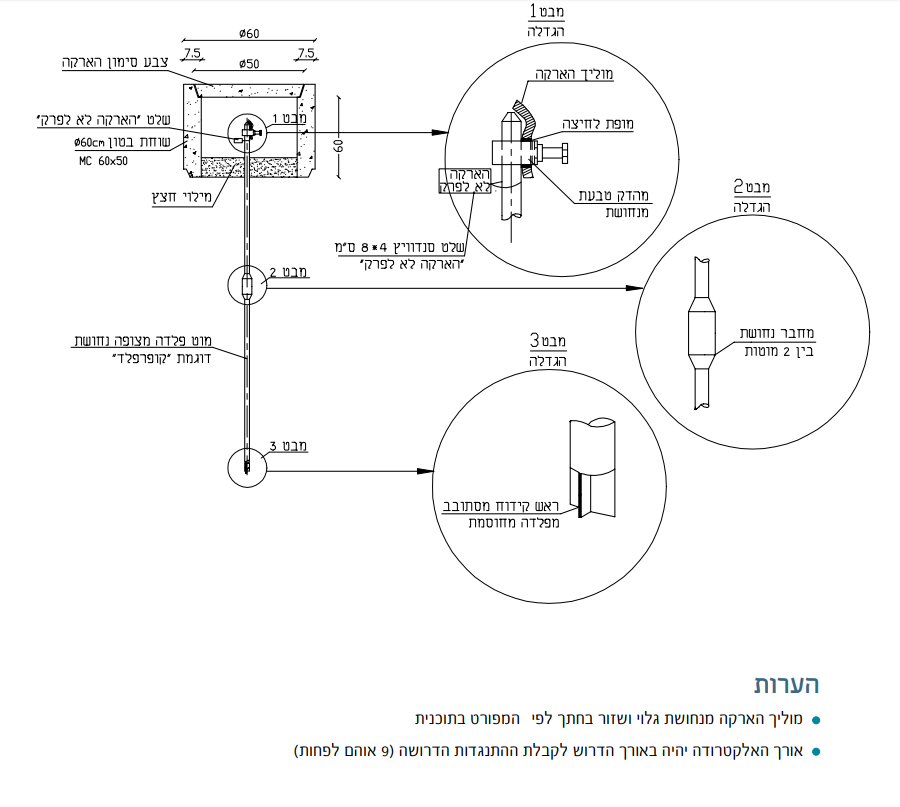 מבט 1
הגדלה
Ø60
7.5
7.5
Ø50
צבע סימון הארקה
שלט "הארקה לא לפרק"
שוחת בטון Ø60cm
MC 60x50
מילוי חצץ
מבט 1
60
מוליך הארקה
מופת לחיצה
הארקה
לא לפרק
מהדק טבעת
מנחושת
שלט סנדוויץ 4*8 ס"מ
"הארקה לא לפרק"
מבט 2
הגדלה
מבט 2
מחבר נחושת
בין 2 מוטות
מוט פלדה מצופה נחושת
דוגמת "קופרפלד"
מבט 3
הגדלה
מבט 3
ראש קידוח מסתובב
מפלדה מחוסמת
הערות
מוליך הארקה מנחושת גלוי ושזור בחתך לפי המפורט בתוכנית
אורך האלקטרודה יהיה באורך הדרוש לקבלת ההתנגדות הדרושה (9 אוהם לפחות)